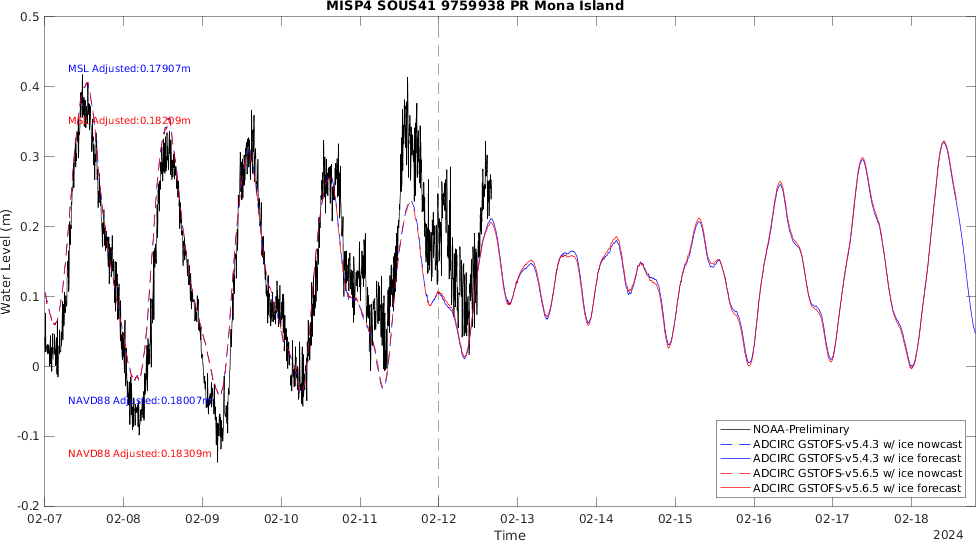 MISP4 SOUS41 9759938 PR Mona Island
0.5
MSL Adjusted:0.17907m
0.4
MSL Adjusted:0.18209m
0.3
0.2
Water Level (m)
0.1
0
NAVD88 Adjusted:0.18007m
-0.1
NAVD88 Adjusted:0.18309m
NOAA-Preliminary
ADCIRC GSTOFS-v5.4.3 w/ ice nowcast
ADCIRC GSTOFS-v5.4.3 w/ ice forecast
ADCIRC GSTOFS-v5.6.5 w/ ice nowcast
ADCIRC GSTOFS-v5.6.5 w/ ice forecast
-0.2
02-07 02-08 02-09 02-10 02-11 02-12 02-13 02-14 02-15 02-16 02-17 02-18
Time
2024